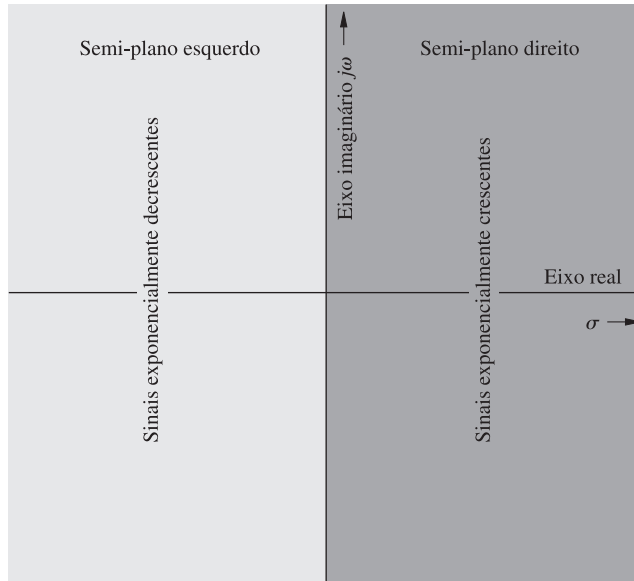 Semi-plano esquerdo
Semi-plano direito
Eixo imaginário jω
Sinais exponencialmente decrescentes
Sinais exponencialmente crescentes
Eixo real
σ